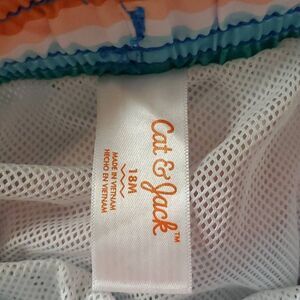 Cat & Jack™
18M
MADE IN VIETNAM
HECHO EN VIETNAM